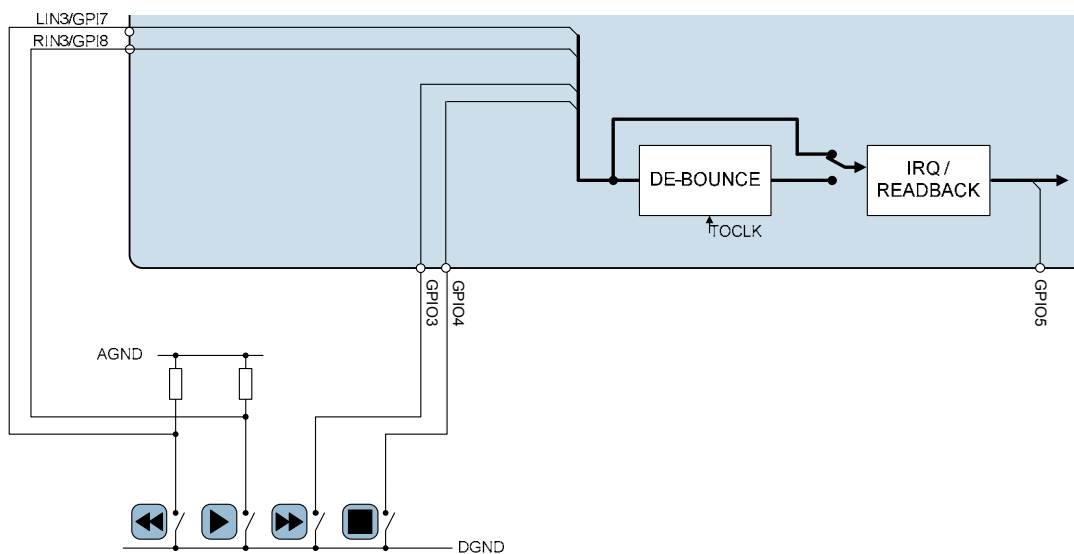 LIN3/GPI7
RIN3/GPI8
DE-BOUNCE
IRQ /
READBACK
TOCLK
GPIO3
GPIO4
GPIO5
AGND
DGND